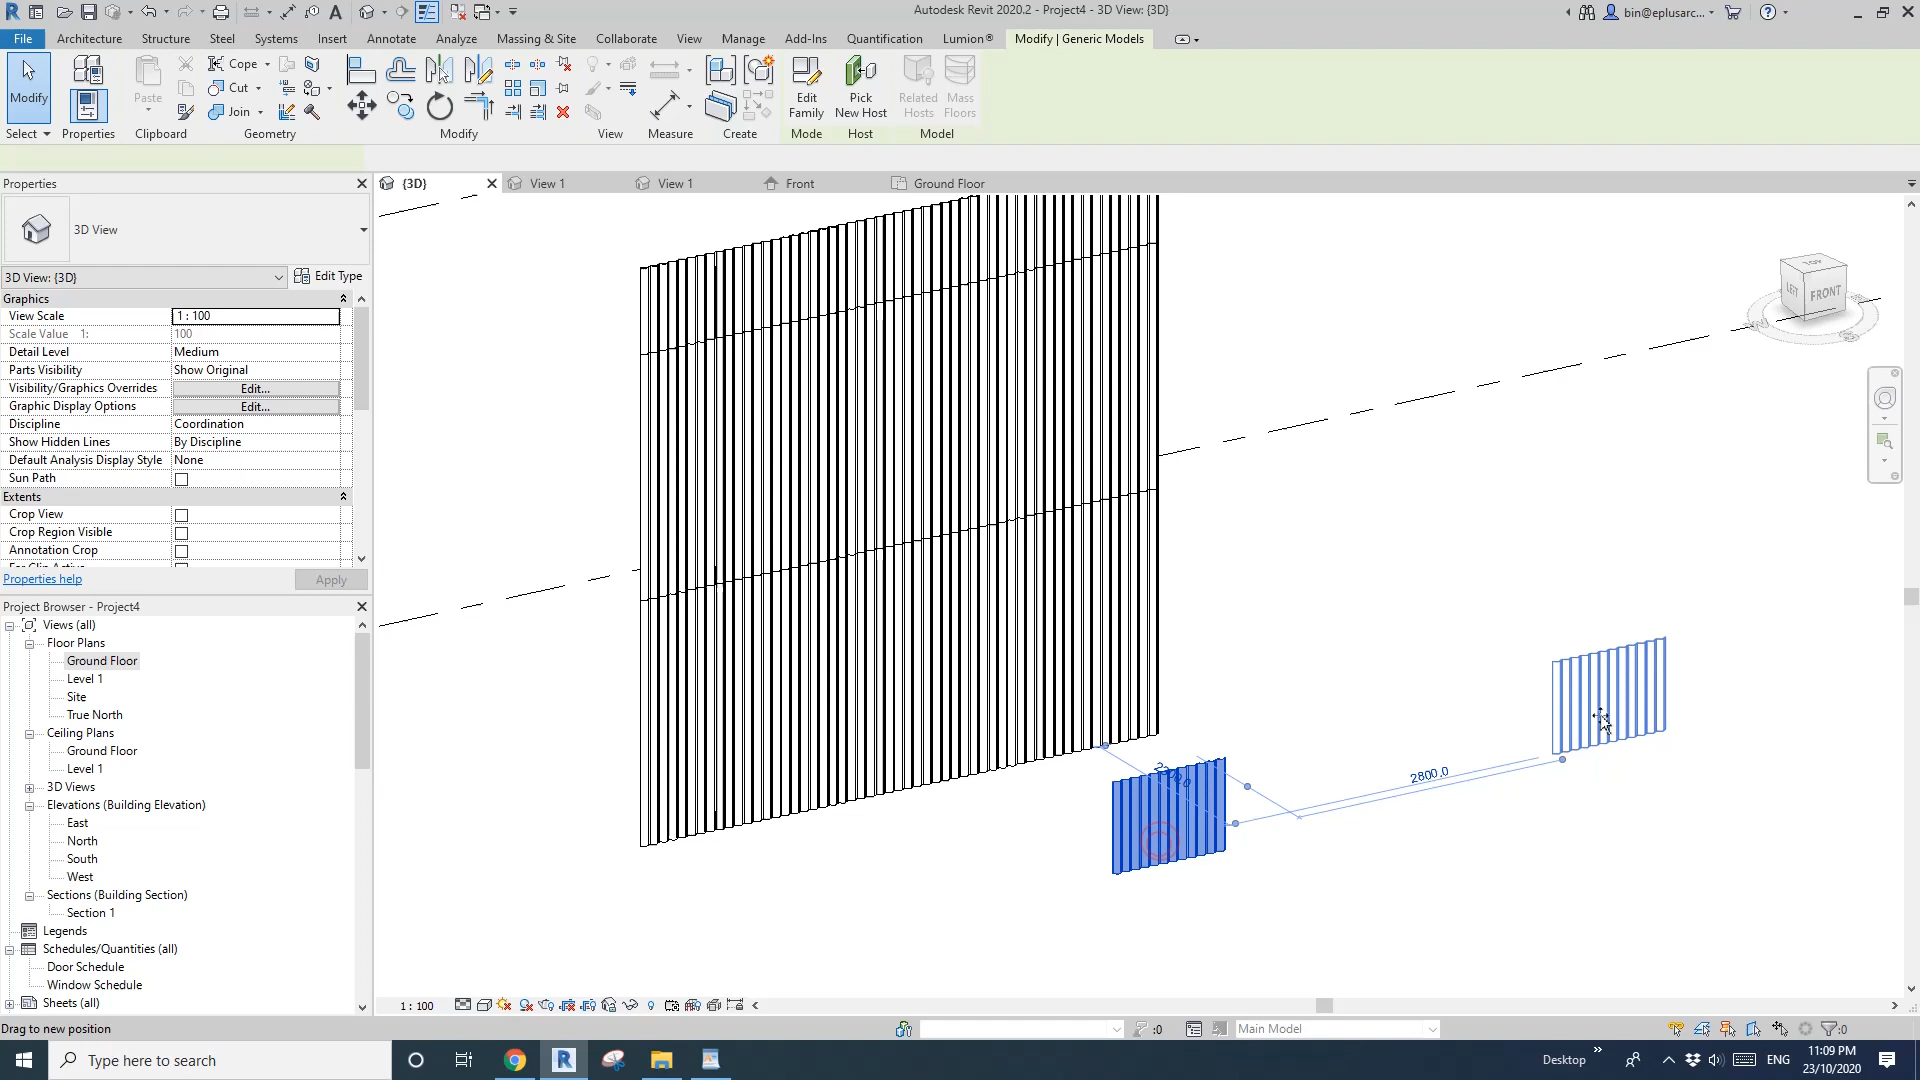 Autodesk Revit 2020.2 - Project4 - 3D View: {3D}
bin@eplusarc...
File Architecture Structure Steel Systems Insert Annotate Analyze Massing & Site Collaborate View Manage Add-Ins Quantification Lumion® Modify | Generic Models
Modify
Paste
Cope
Cut
Join
Edit Family
Pick New Host
Related Hosts
Mass Floors
Select Properties Clipboard Geometry Modify View Measure Create Mode Host Model
Properties
{3D} View 1 View 1 Front Ground Floor
3D View
3D View: {3D} Edit Type
Graphics
View Scale 1 : 100
Scale Value 1: 100
Detail Level Medium
Parts Visibility Show Original
Visibility/Graphics Overrides Edit...
Graphic Display Options Edit...
Discipline Coordination
Show Hidden Lines By Discipline
Default Analysis Display Style None
Sun Path
Extents
Crop View
Crop Region Visible
Annotation Crop
Properties help Apply
Project Browser - Project4
Views (all)
Floor Plans
Ground Floor
Level 1
Site
True North
Ceiling Plans
Ground Floor
Level 1
3D Views
Elevations (Building Elevation)
East
North
South
West
Sections (Building Section)
Section 1
Legends
Schedules/Quantities (all)
Door Schedule
Window Schedule
Sheets (all)
TOP
LEFT
FRONT
2800.0
1 : 100
Drag to new position
:0
Main Model
:0
Type here to search
Desktop
ENG
11:09 PM
23/10/2020